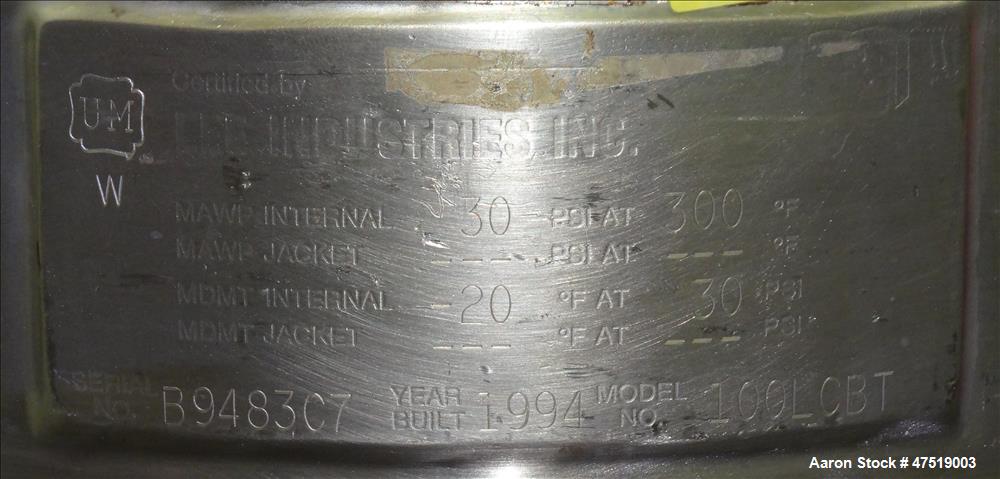 Certified by
LEE INDUSTRIES INC.
UM
W
MAWP INTERNAL 30 PSI AT 300 °F
MAWP JACKET --- PSI AT --- °F
MDMT INTERNAL -20 °F AT 30 PSI
MDMT JACKET --- °F AT --- PSI
SERIAL NO. B9483C7 YEAR BUILT 1994 MODEL NO. 100LCBT
Aaron Stock # 47519003